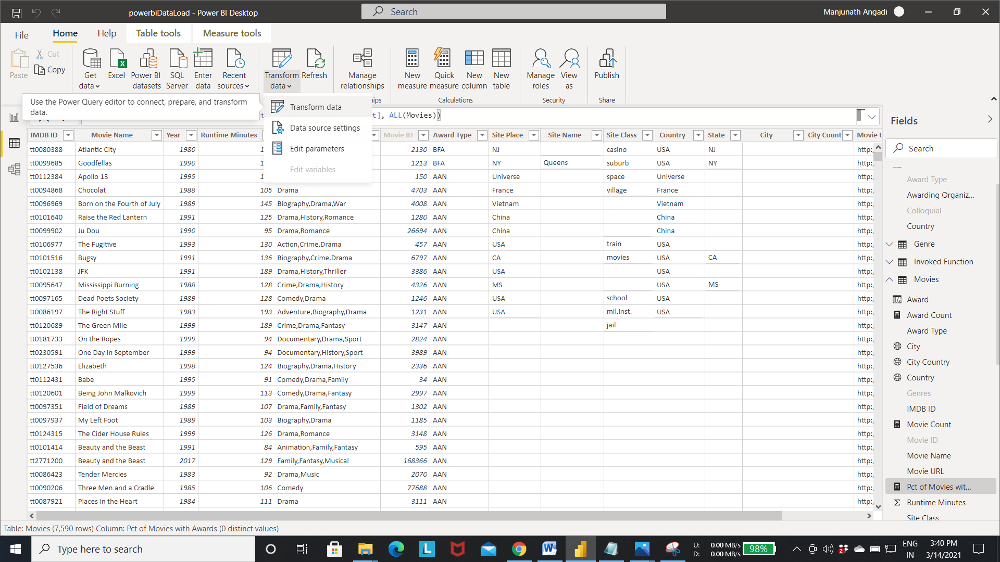 powerbiDataLoad - Power BI Desktop
Search
Manjunath Angadi
File Home Help Table tools Measure tools
Paste
Cut
Copy
Get data
Excel
Power BI datasets
SQL Server
Enter data
Recent sources
Transform data
Refresh
Manage relationships
New measure
Quick measure
New column
New table
Manage roles
View as
Publish
Calculations
Security
Share
Use the Power Query editor to connect, prepare, and transform
data.
Transform data
Data source settings
Edit parameters
Edit variables
t], ALL(Movies))
IMDB ID Movie Name Year Runtime Minutes Movie ID Award Type Site Place Site Name Site Class Country State City City Count Movie U
tt0080388 Atlantic City 1980 2130 BFA NJ casino USA NJ http:/
tt0099685 Goodfellas 1990 1213 BFA NY Queens suburb USA NY http:/
tt0112384 Apollo 13 1995 150 AAN Universe space Universe http:/
tt0094868 Chocolat 1988 105 Drama 4703 AAN France village France http:/
tt0096969 Born on the Fourth of July 1989 145 Biography,Drama,War 4008 AAN Vietnam Vietnam http:/
tt0101640 Raise the Red Lantern 1991 125 Drama,History,Romance 1280 AAN China China http:/
tt0099902 Ju Dou 1990 95 Drama,Romance 26694 AAN China China http:/
tt0106977 The Fugitive 1993 130 Action,Crime,Drama 457 AAN USA train USA http:/
tt0101516 Bugsy 1991 136 Biography,Crime,Drama 6797 AAN CA movies USA CA http:/
tt0102138 JFK 1991 189 Drama,History,Thriller 3386 AAN USA USA http:/
tt0095647 Mississippi Burning 1988 128 Crime,Drama,History 4326 AAN MS USA MS http:/
tt0097165 Dead Poets Society 1989 128 Comedy,Drama 1246 AAN USA school USA http:/
tt0086197 The Right Stuff 1983 193 Adventure,Biography,Drama 1231 AAN USA mil.inst. USA http:/
tt0120689 The Green Mile 1999 189 Crime,Drama,Fantasy 3147 AAN jail http:/
tt0181733 On the Ropes 1999 94 Documentary,Drama,Sport 2824 AAN http:/
tt0230591 One Day in September 1999 94 Documentary,History,Sport 3989 AAN http:/
tt0127536 Elizabeth 1998 124 Biography,Drama,History 2336 AAN http:/
tt0112431 Babe 1995 91 Comedy,Drama,Family 34 AAN http:/
tt0120601 Being John Malkovich 1999 113 Comedy,Drama,Fantasy 2997 AAN http:/
tt0097351 Field of Dreams 1989 107 Drama,Family,Fantasy 1302 AAN http:/
tt0097937 My Left Foot 1989 103 Biography,Drama 1185 AAN http:/
tt0124315 The Cider House Rules 1999 126 Drama,Romance 3148 AAN http:/
tt0101414 Beauty and the Beast 1991 84 Animation,Family,Fantasy 595 AAN http:/
tt2771200 Beauty and the Beast 2017 129 Family,Fantasy,Musical 168366 AAN http:/
tt0086423 Tender Mercies 1983 92 Drama,Music 2070 AAN http:/
tt0090206 Three Men and a Cradle 1985 106 Comedy 77688 AAN http:/
tt0087921 Places in the Heart 1984 111 Drama 3111 AAN http:/
Fields
Search
Award Type
Awarding Organiz...
Colloquial
Country
Genre
Invoked Function
Movies
Award
Award Count
Award Type
City
City Country
Country
Genres
IMDB ID
Movie Count
Movie ID
Movie Name
Movie URL
Pct of Movies wit...
Runtime Minutes
Site Class
Table: Movies (7,590 rows) Column: Pct of Movies with Awards (0 distinct values)
Type here to search
U: 0.00 MB/s
D: 0.00 MB/s
98%
ENG
IN
3:40 PM
3/14/2021